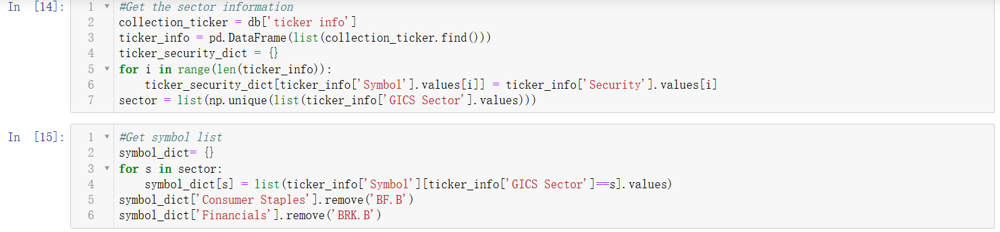 In [14]:
1 #Get the sector information
2 collection_ticker = db['ticker info']
3 ticker_info = pd.DataFrame(list(collection_ticker.find()))
4 ticker_security_dict = {}
5 for i in range(len(ticker_info)):
6     ticker_security_dict[ticker_info['Symbol'].values[i]] = ticker_info['Security'].values[i]
7 sector = list(np.unique(list(ticker_info['GICS Sector'].values)))
In [15]:
1 #Get symbol list
2 symbol_dict= {}
3 for s in sector:
4     symbol_dict[s] = list(ticker_info['Symbol'][ticker_info['GICS Sector']==s].values)
5 symbol_dict['Consumer Staples'].remove('BF.B')
6 symbol_dict['Financials'].remove('BRK.B')